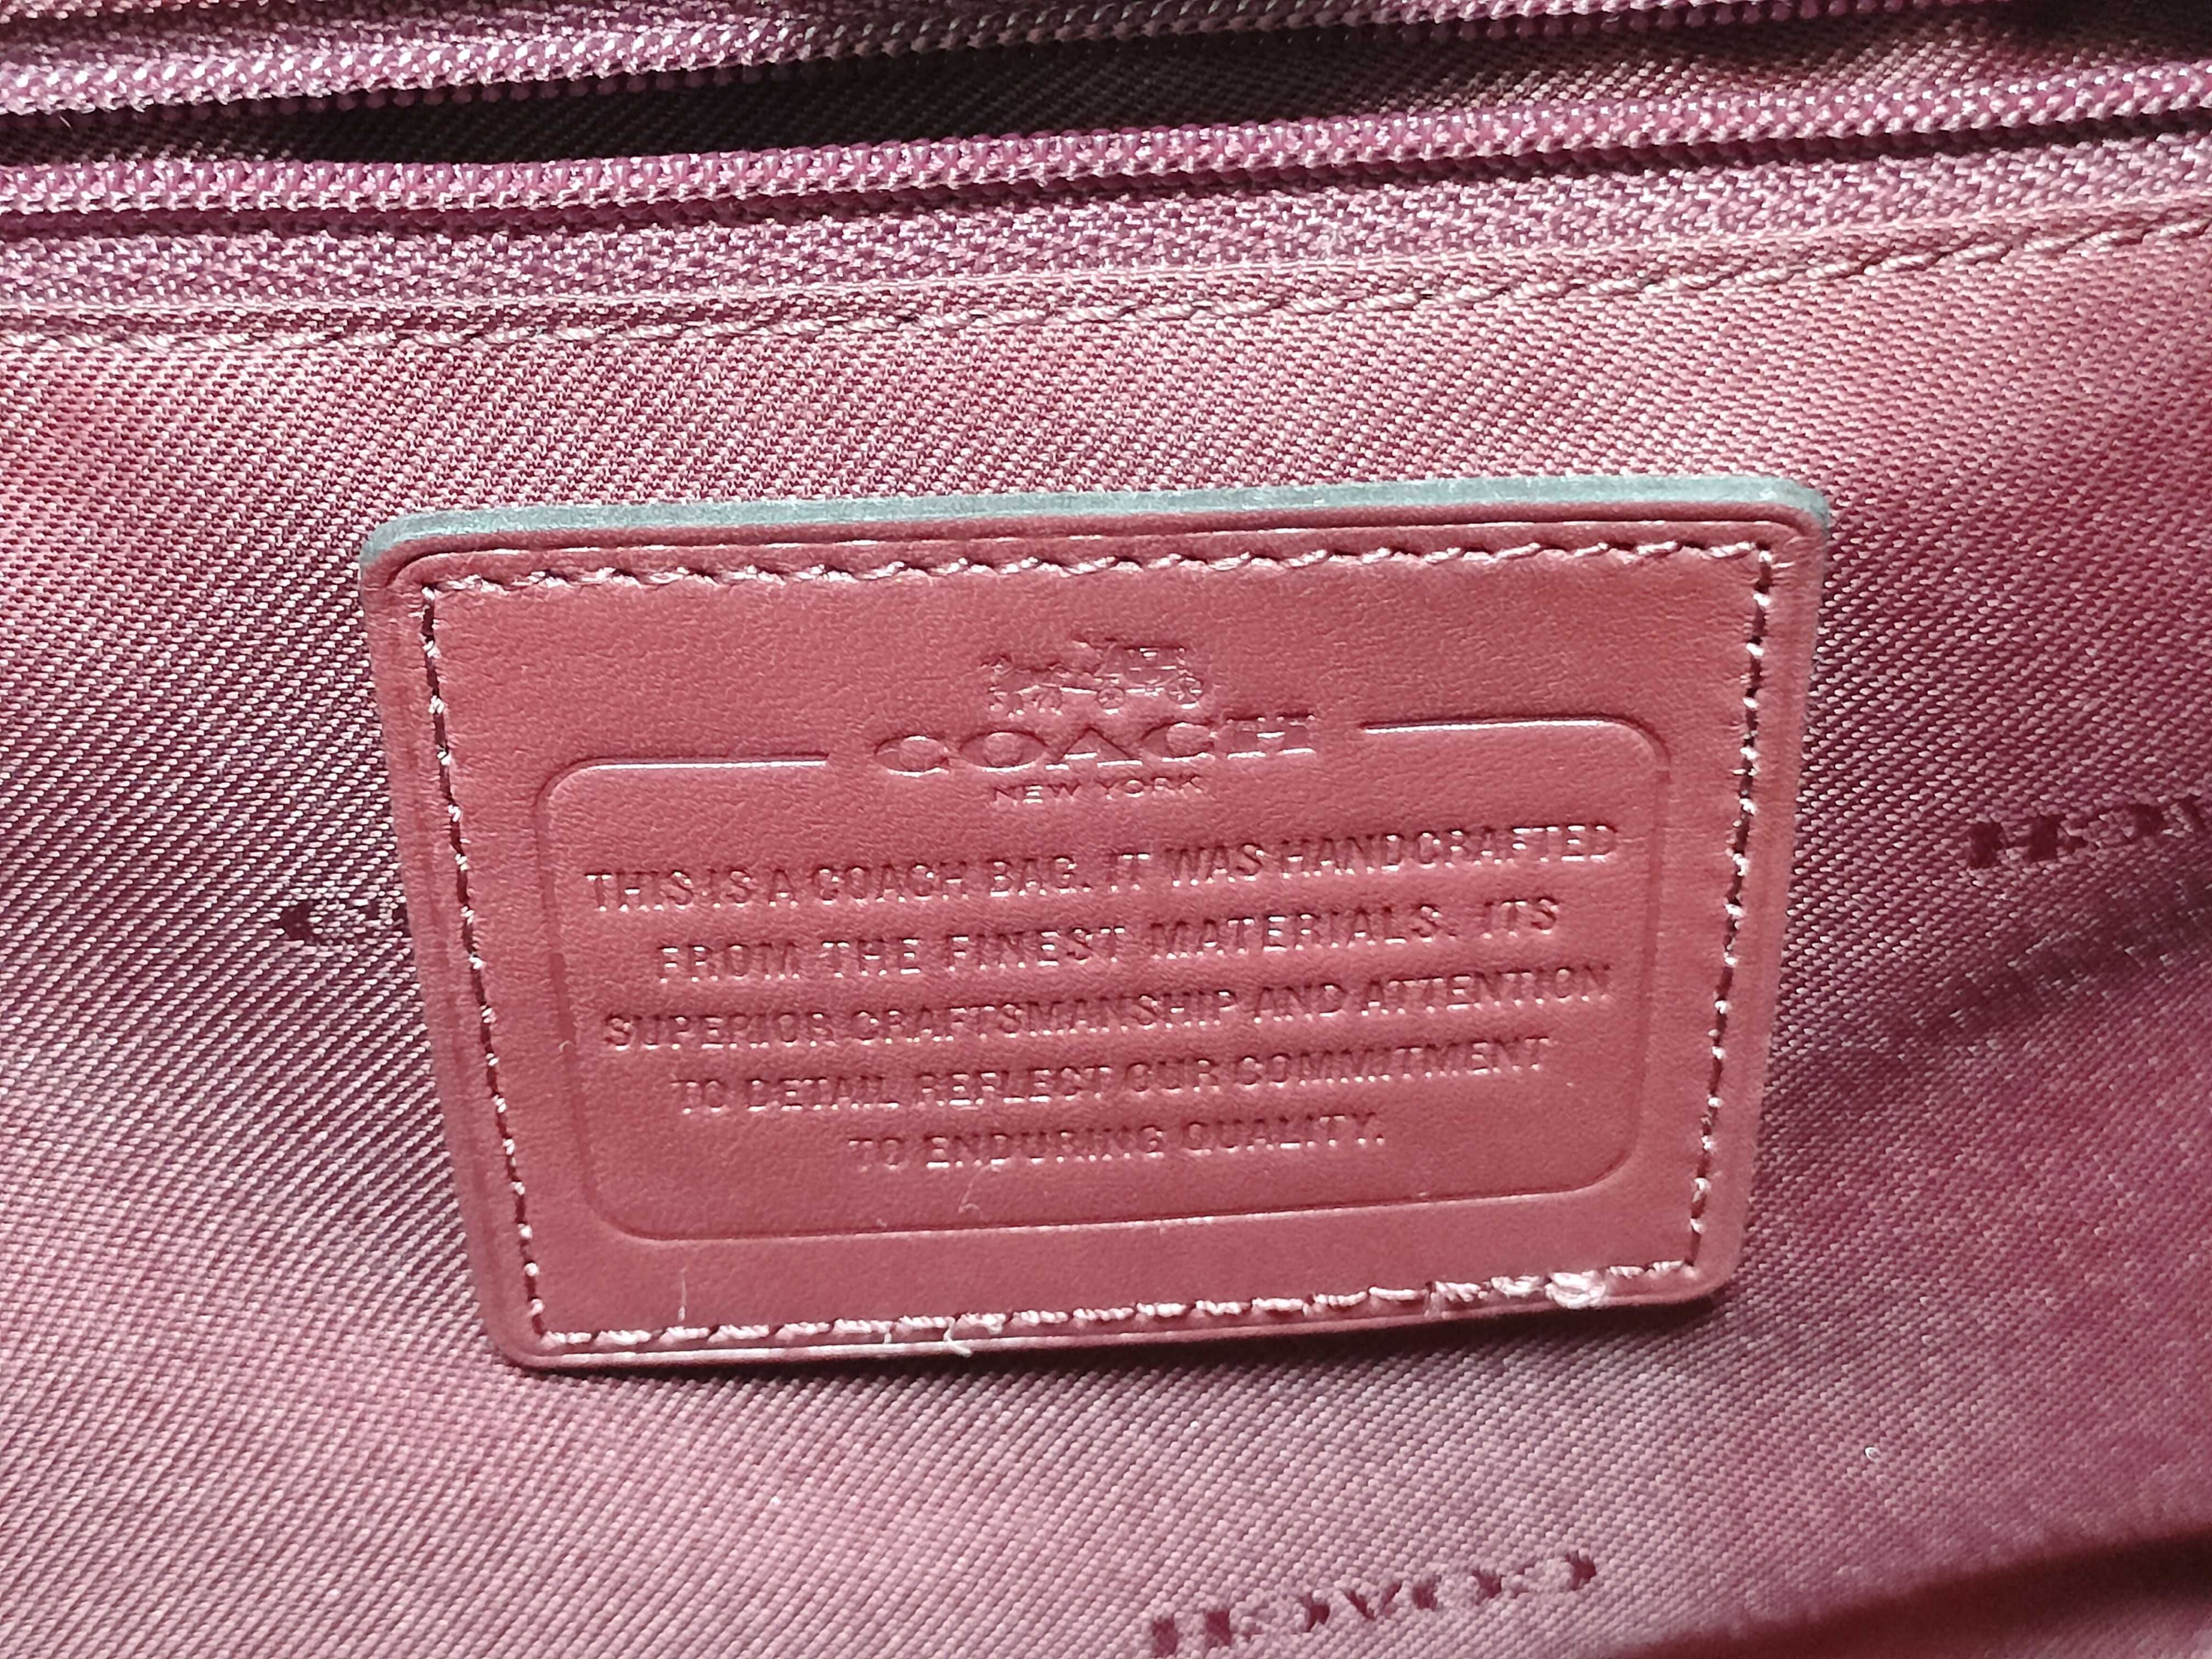 COACH
NEW YORK
THIS IS A COACH BAG. IT WAS HANDCRAFTED
FROM THE FINEST MATERIALS. ITS
SUPERIOR CRAFTSMANSHIP AND ATTENTION
TO DETAIL REFLECT OUR COMMITMENT
TO ENDURING QUALITY.
COACH